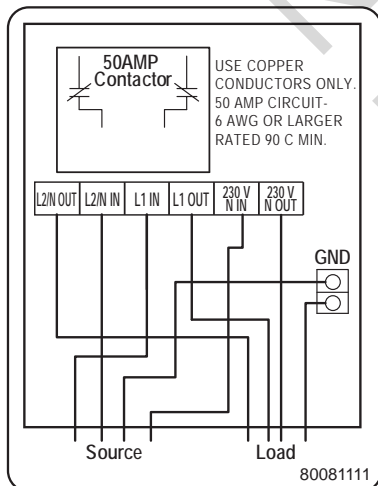 50AMP
Contactor
USE COPPER
CONDUCTORS ONLY.
50 AMP CIRCUIT-
6 AWG OR LARGER
RATED 90 C MIN.
L2/N OUT
L2/N IN
L1 IN
L1 OUT
230 V
N IN
230 V
N OUT
GND
Source
Load
80081111